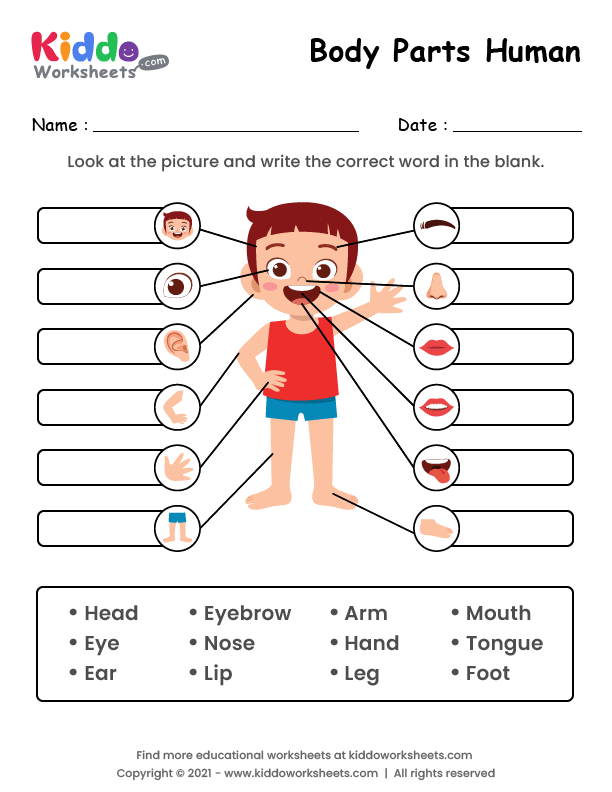 Kiddo
Worksheets .com
Body Parts Human
Name : Date :
Look at the picture and write the correct word in the blank.
• Head • Eyebrow • Arm • Mouth
• Eye • Nose • Hand • Tongue
• Ear • Lip • Leg • Foot
Find more educational worksheets at kiddoworksheets.com
Copyright © 2021 - www.kiddoworksheets.com | All rights reserved